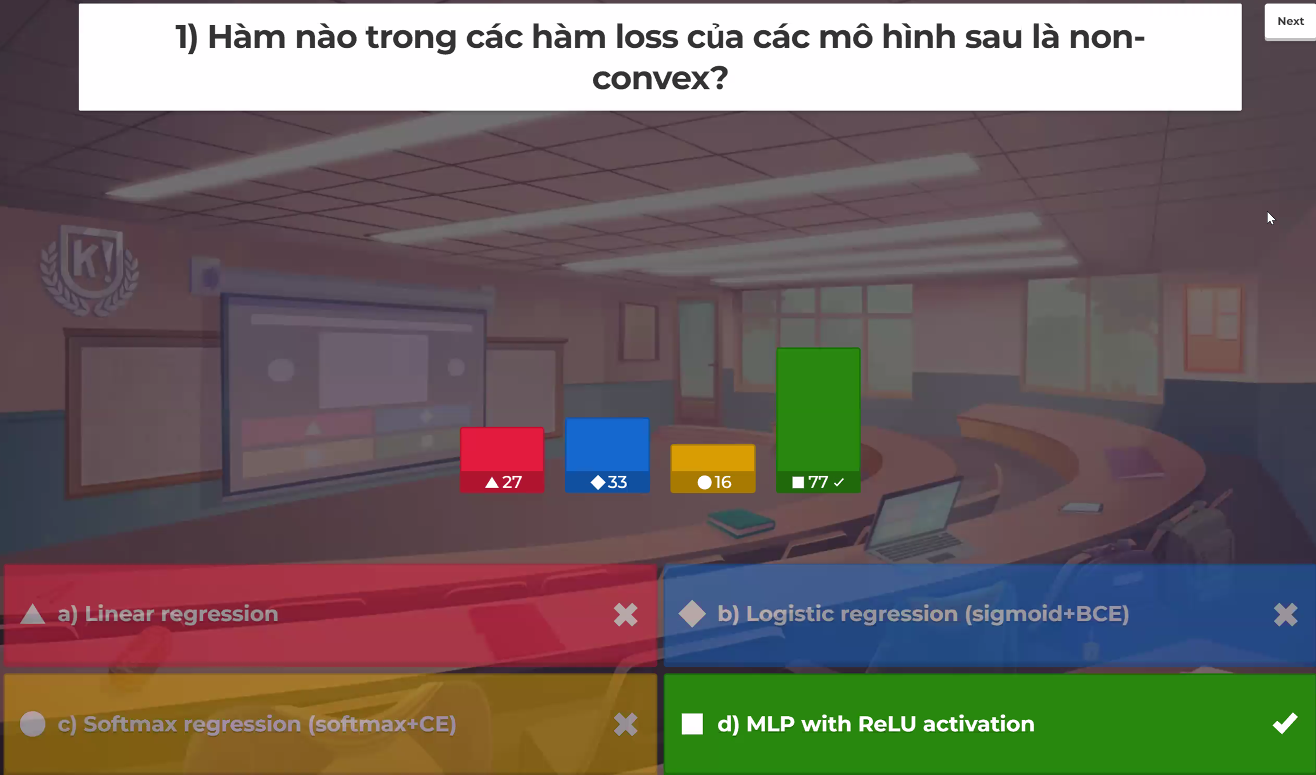 1) Hàm nào trong các hàm loss của các mô hình sau là non-
convex?
Next
K!
27
33
16
77
a) Linear regression
b) Logistic regression (sigmoid+BCE)
c) Softmax regression (softmax+CE)
d) MLP with ReLU activation